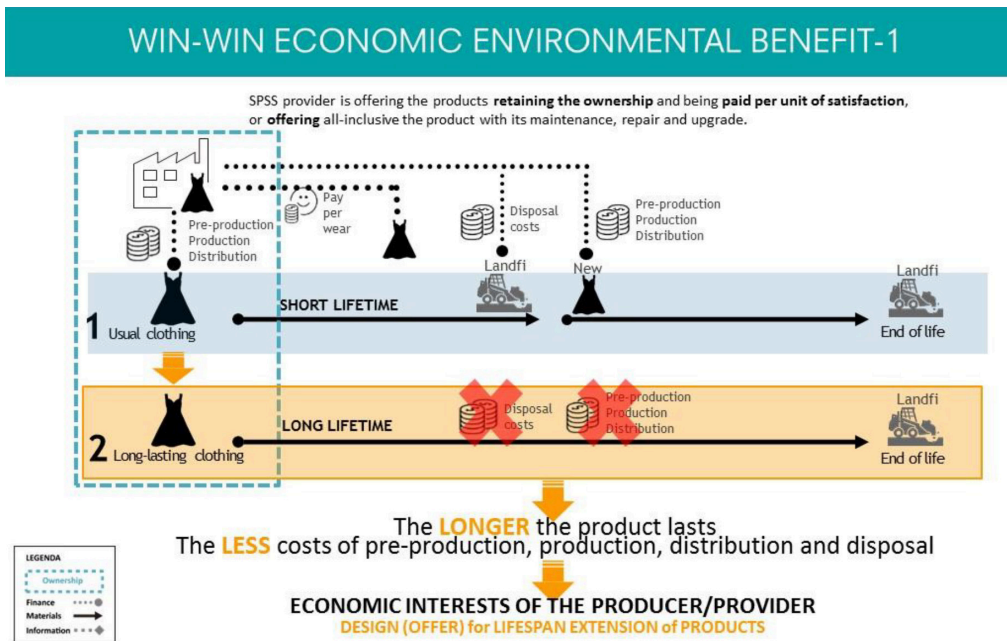 WIN-WIN ECONOMIC ENVIRONMENTAL BENEFIT-1
SPSS provider is offering the products retaining the ownership and being paid per unit of satisfaction,
or offering all-inclusive the product with its maintenance, repair and upgrade.
Pre-production
Production
Distribution
Pay
per
wear
Disposal
costs
Pre-production
Production
Distribution
Landfi
New
Landfi
SHORT LIFETIME
1 Usual clothing
End of life
Disposal
costs
Pre-production
Production
Distribution
Landfi
LONG LIFETIME
2 Long-lasting clothing
End of life
The LONGER the product lasts
The LESS costs of pre-production, production, distribution and disposal
ECONOMIC INTERESTS OF THE PRODUCER/PROVIDER
DESIGN (OFFER) for LIFESPAN EXTENSION of PRODUCTS
LEGENDA
Ownership
Finance
Materials
Information